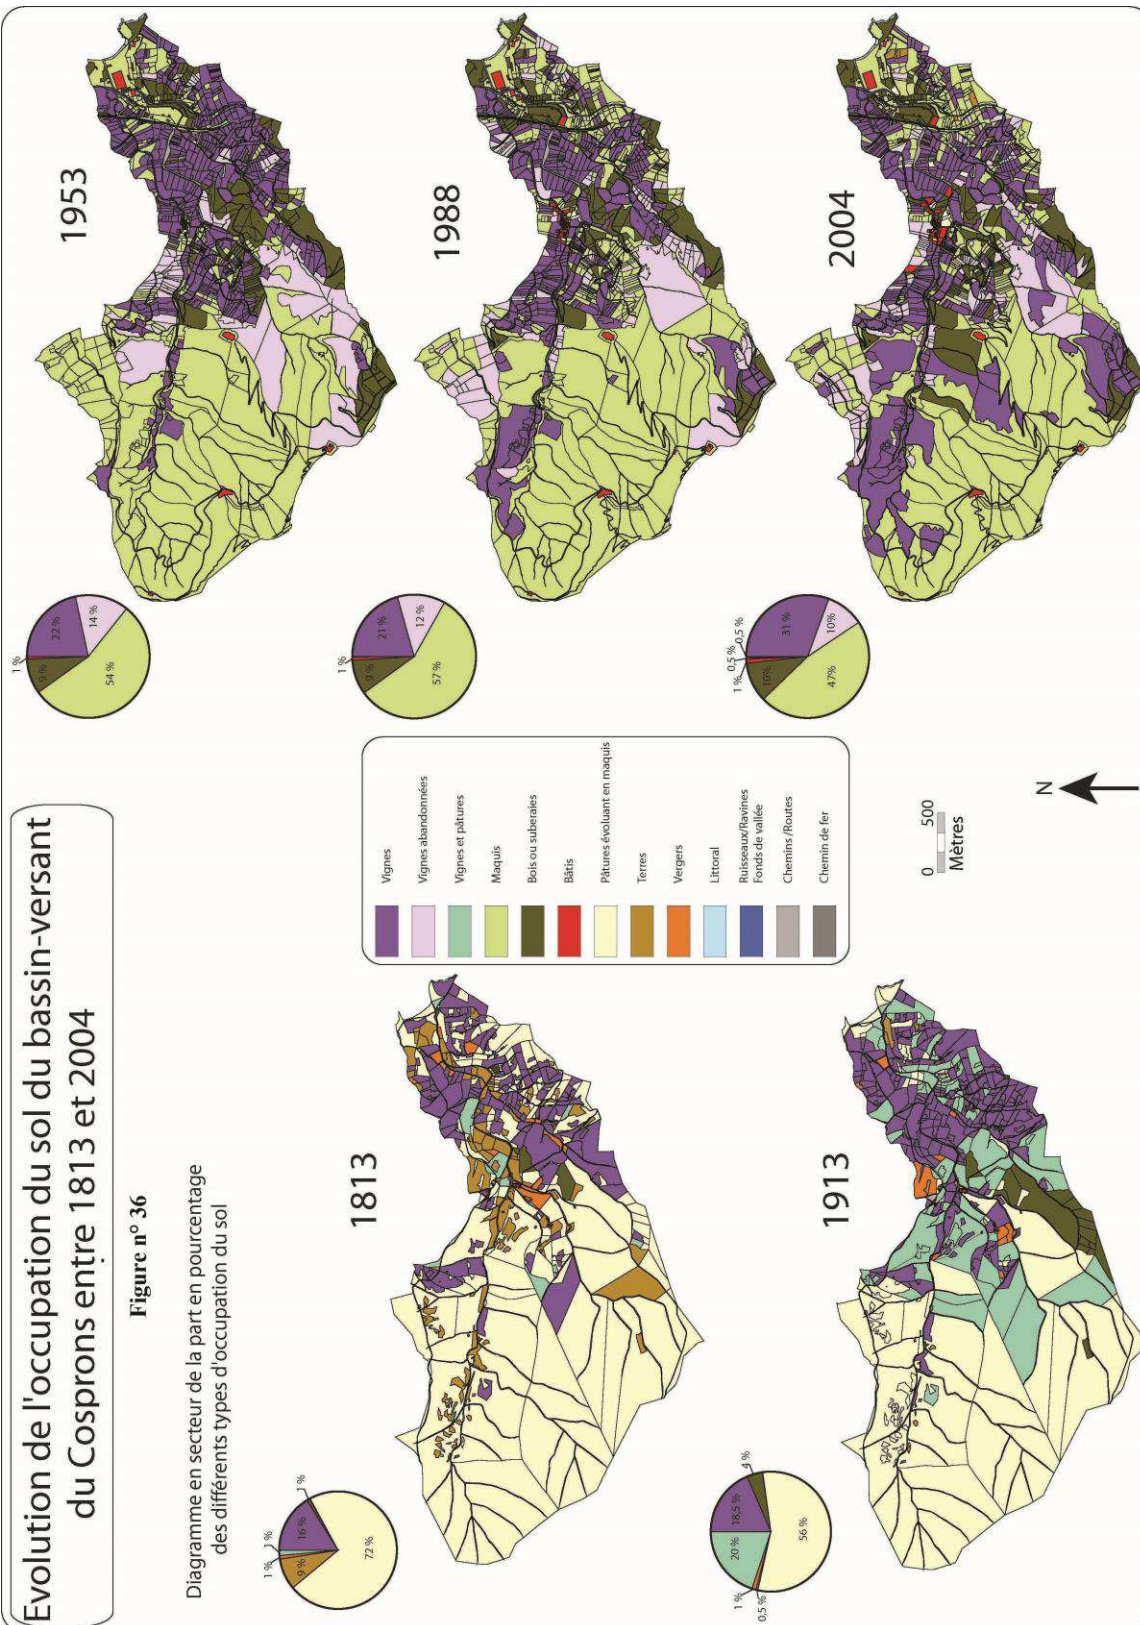 Evolution de l'occupation du sol du bassin-versant
du Cosprons entre 1813 et 2004
Figure n° 36
Diagramme en secteur de la part en pourcentage
des différents types d'occupation du sol
1813
1 %
1 %
9 %
16 %
1 %
72 %
1913
20 %
18,5 %
4 %
1 %
0,5 %
56 %
Vignes
Vignes abandonnées
Vignes et pâtures
Maquis
Bois ou suberaies
Bâtis
Pâtures évoluant en maquis
Terres
Vergers
Littoral
Ruisseaux/Ravines
Fonds de vallée
Chemins /Routes
Chemin de fer
0 500
Mètres
N
1953
1 %
9 %
22 %
14 %
54 %
1988
1 %
9 %
21 %
12 %
57 %
2004
1 %
0,5 %
0,5 %
10%
31 %
10%
47%